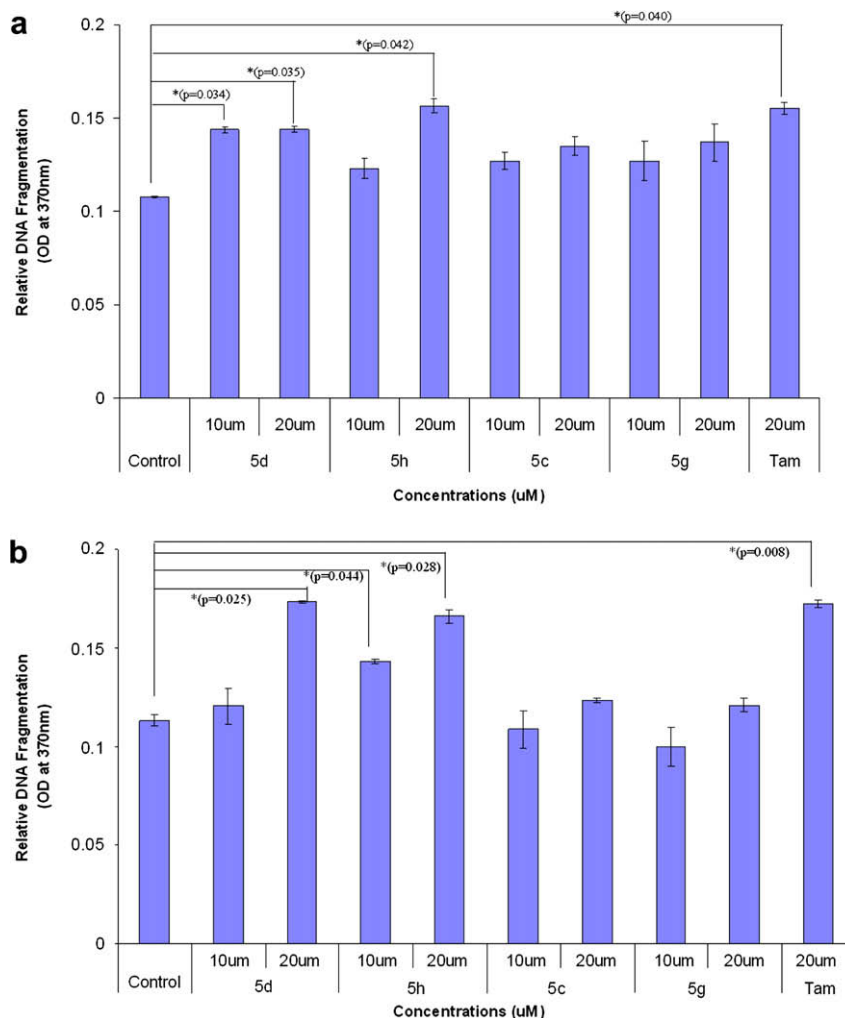 a
0.2
0.15
0.1
0.05
0
Relative DNA Fragmentation
(OD at 370nm)
*(p=0.040)
*(p=0.042)
*(p=0.035)
*(p=0.034)
10um 20um 10um 20um 10um 20um 10um 20um 20um
Control 5d 5h 5c 5g Tam
Concentrations (uM)
b
0.2
0.15
0.1
0.05
0
Relative DNA Fragmentation
(OD at 370nm)
*(p=0.008)
*(p=0.028)
*(p=0.044)
*(p=0.025)
10um 20um 10um 20um 10um 20um 10um 20um 20um
Control 5d 5h 5c 5g Tam
Concentrations (uM)